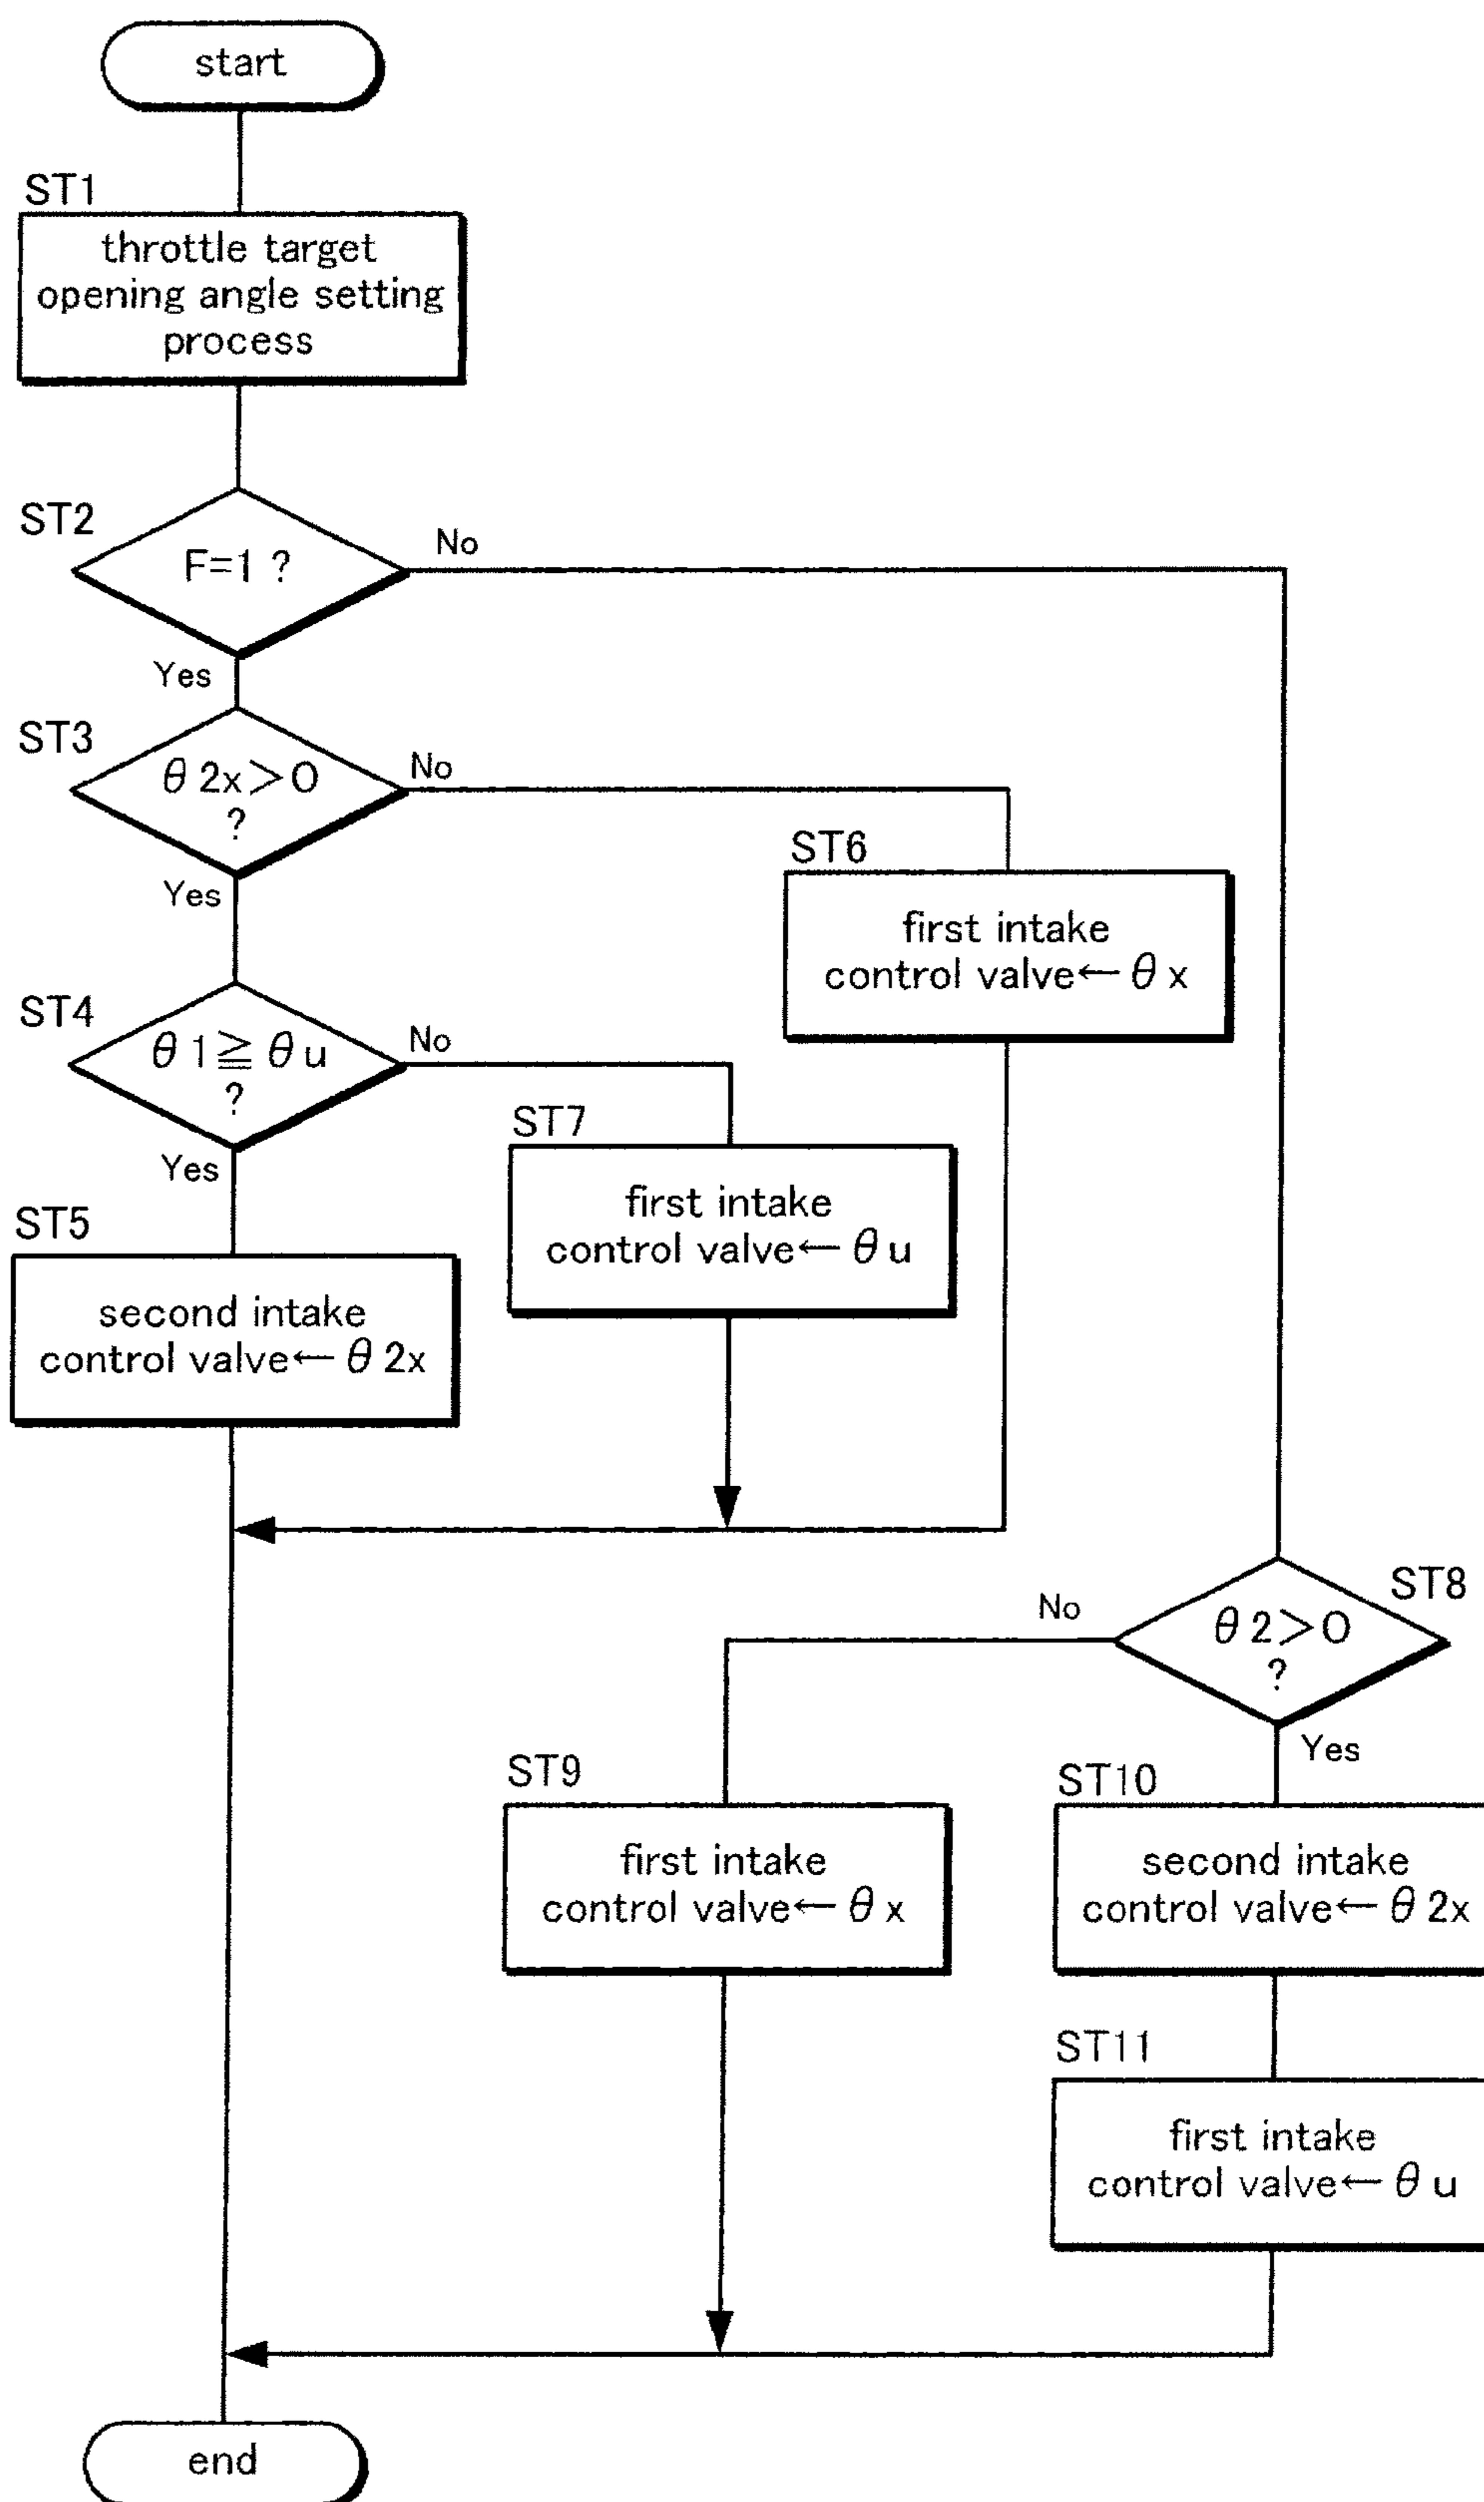 start
ST1
throttle target
opening angle setting
process
ST2
F=1 ?
No
Yes
ST3
θ 2x>0
?
No
Yes
ST6
first intake
control valve← θ x
ST4
θ 1≧ θ u
?
No
Yes
ST7
first intake
control valve← θ u
ST5
second intake
control valve← θ 2x
ST8
θ 2>0
?
No
Yes
ST9
first intake
control valve← θ x
ST10
second intake
control valve← θ 2x
ST11
first intake
control valve← θ u
end